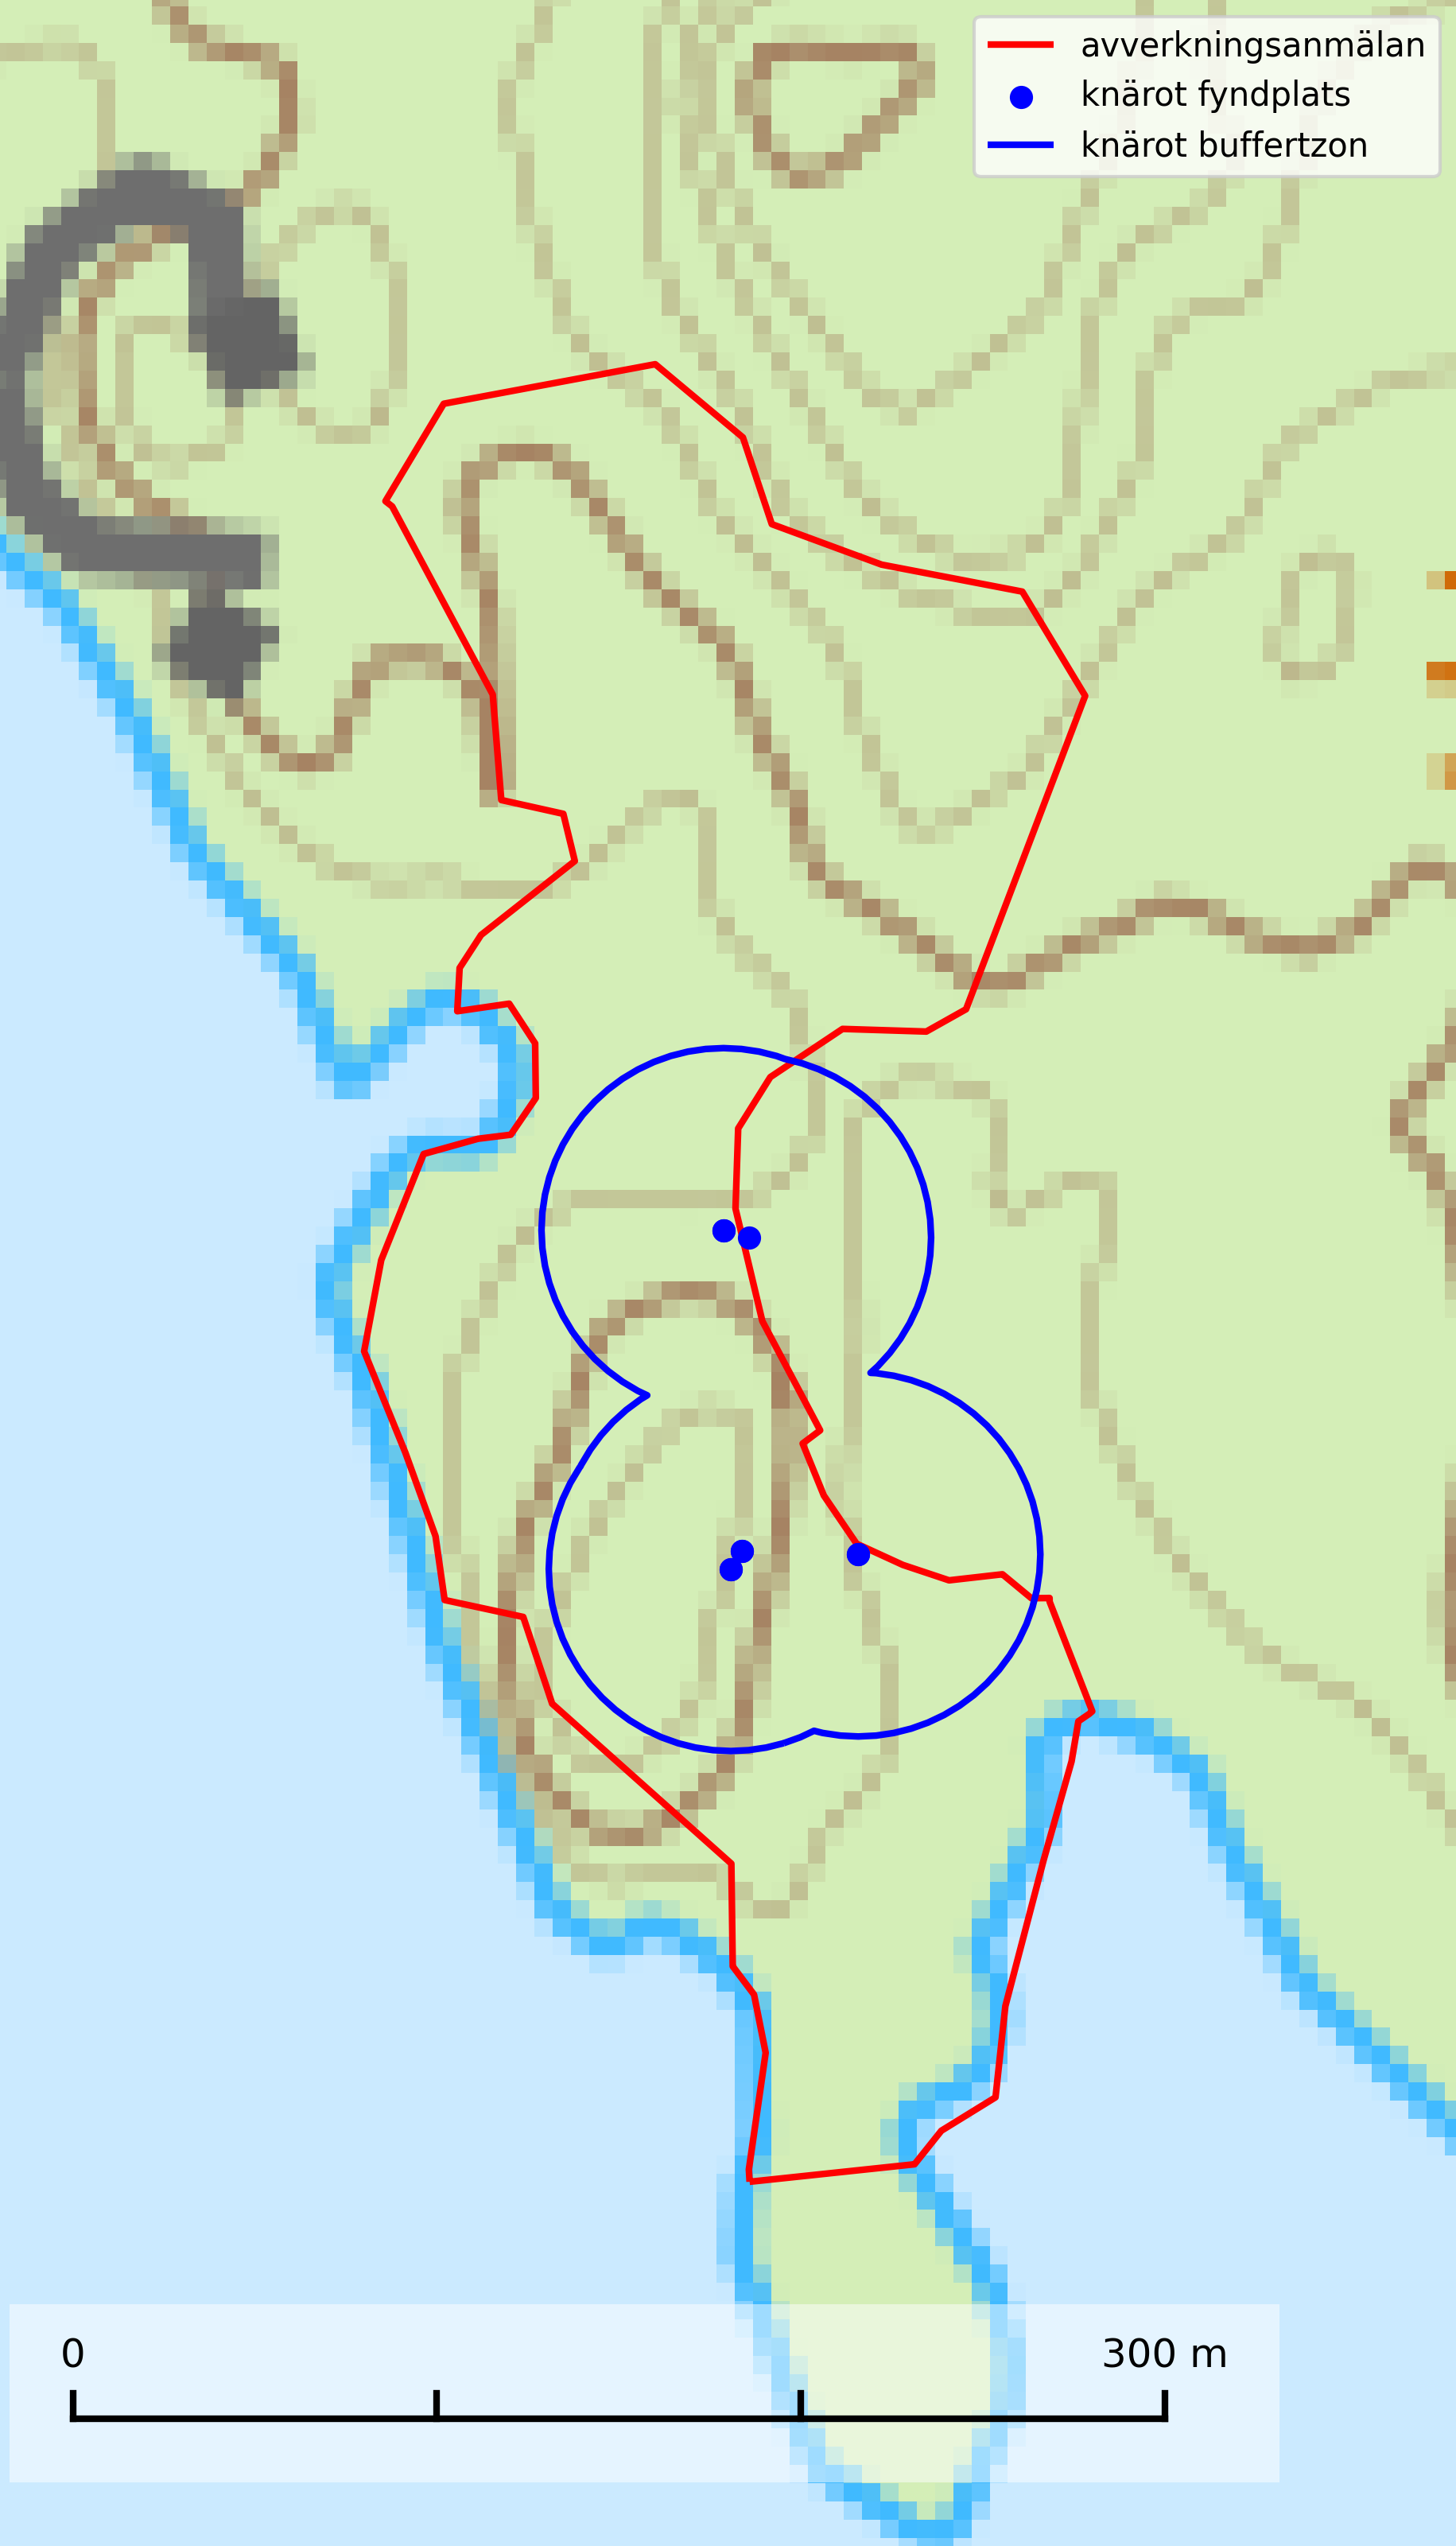 avverkningsanmälan
knärot fyndplats
knärot buffertzon
0 300 m